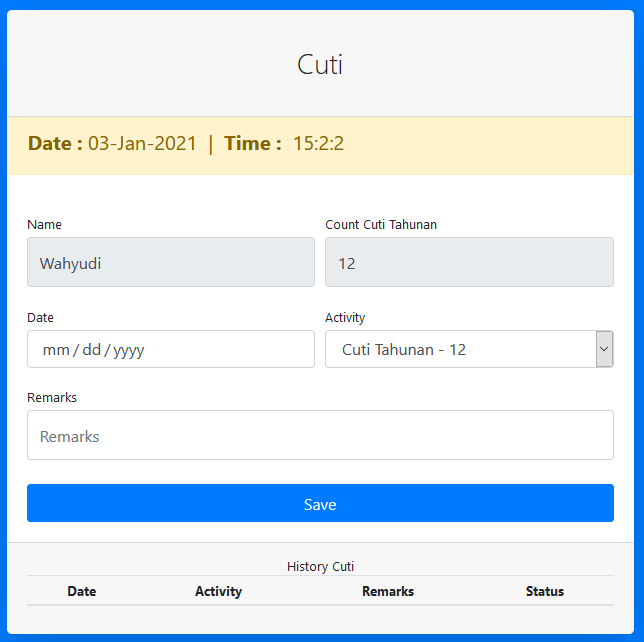 Cuti
Date : 03-Jan-2021 | Time : 15:2:2
Name Count Cuti Tahunan
Wahyudi 12
Date Activity
mm / dd / yyyy Cuti Tahunan - 12
Remarks
Remarks
Save
History Cuti
Date Activity Remarks Status